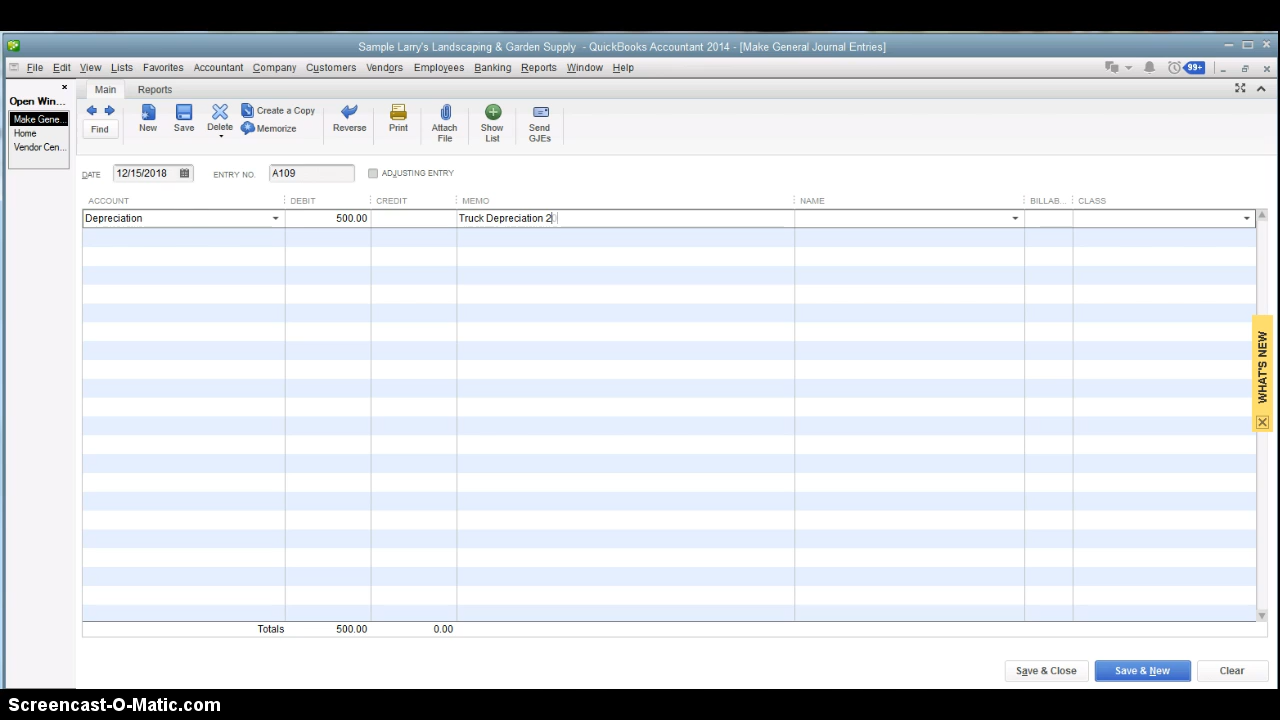 Sample Larry's Landscaping & Garden Supply - QuickBooks Accountant 2014 - [Make General Journal Entries]
File Edit View Lists Favorites Accountant Company Customers Vendors Employees Banking Reports Window Help 99+
Open Win...
Make Gene...
Home
Vendor Cen...
Main Reports
Find New Save Delete Create a Copy Memorize Reverse Print Attach File Show List Send GJEs
DATE 12/15/2018 ENTRY NO. A109 ADJUSTING ENTRY
ACCOUNT DEBIT CREDIT MEMO NAME BILLAB... CLASS
Depreciation 500.00 Truck Depreciation 2
WHAT'S NEW
Totals 500.00 0.00
Save & Close Save & New Clear
Screencast-O-Matic.com